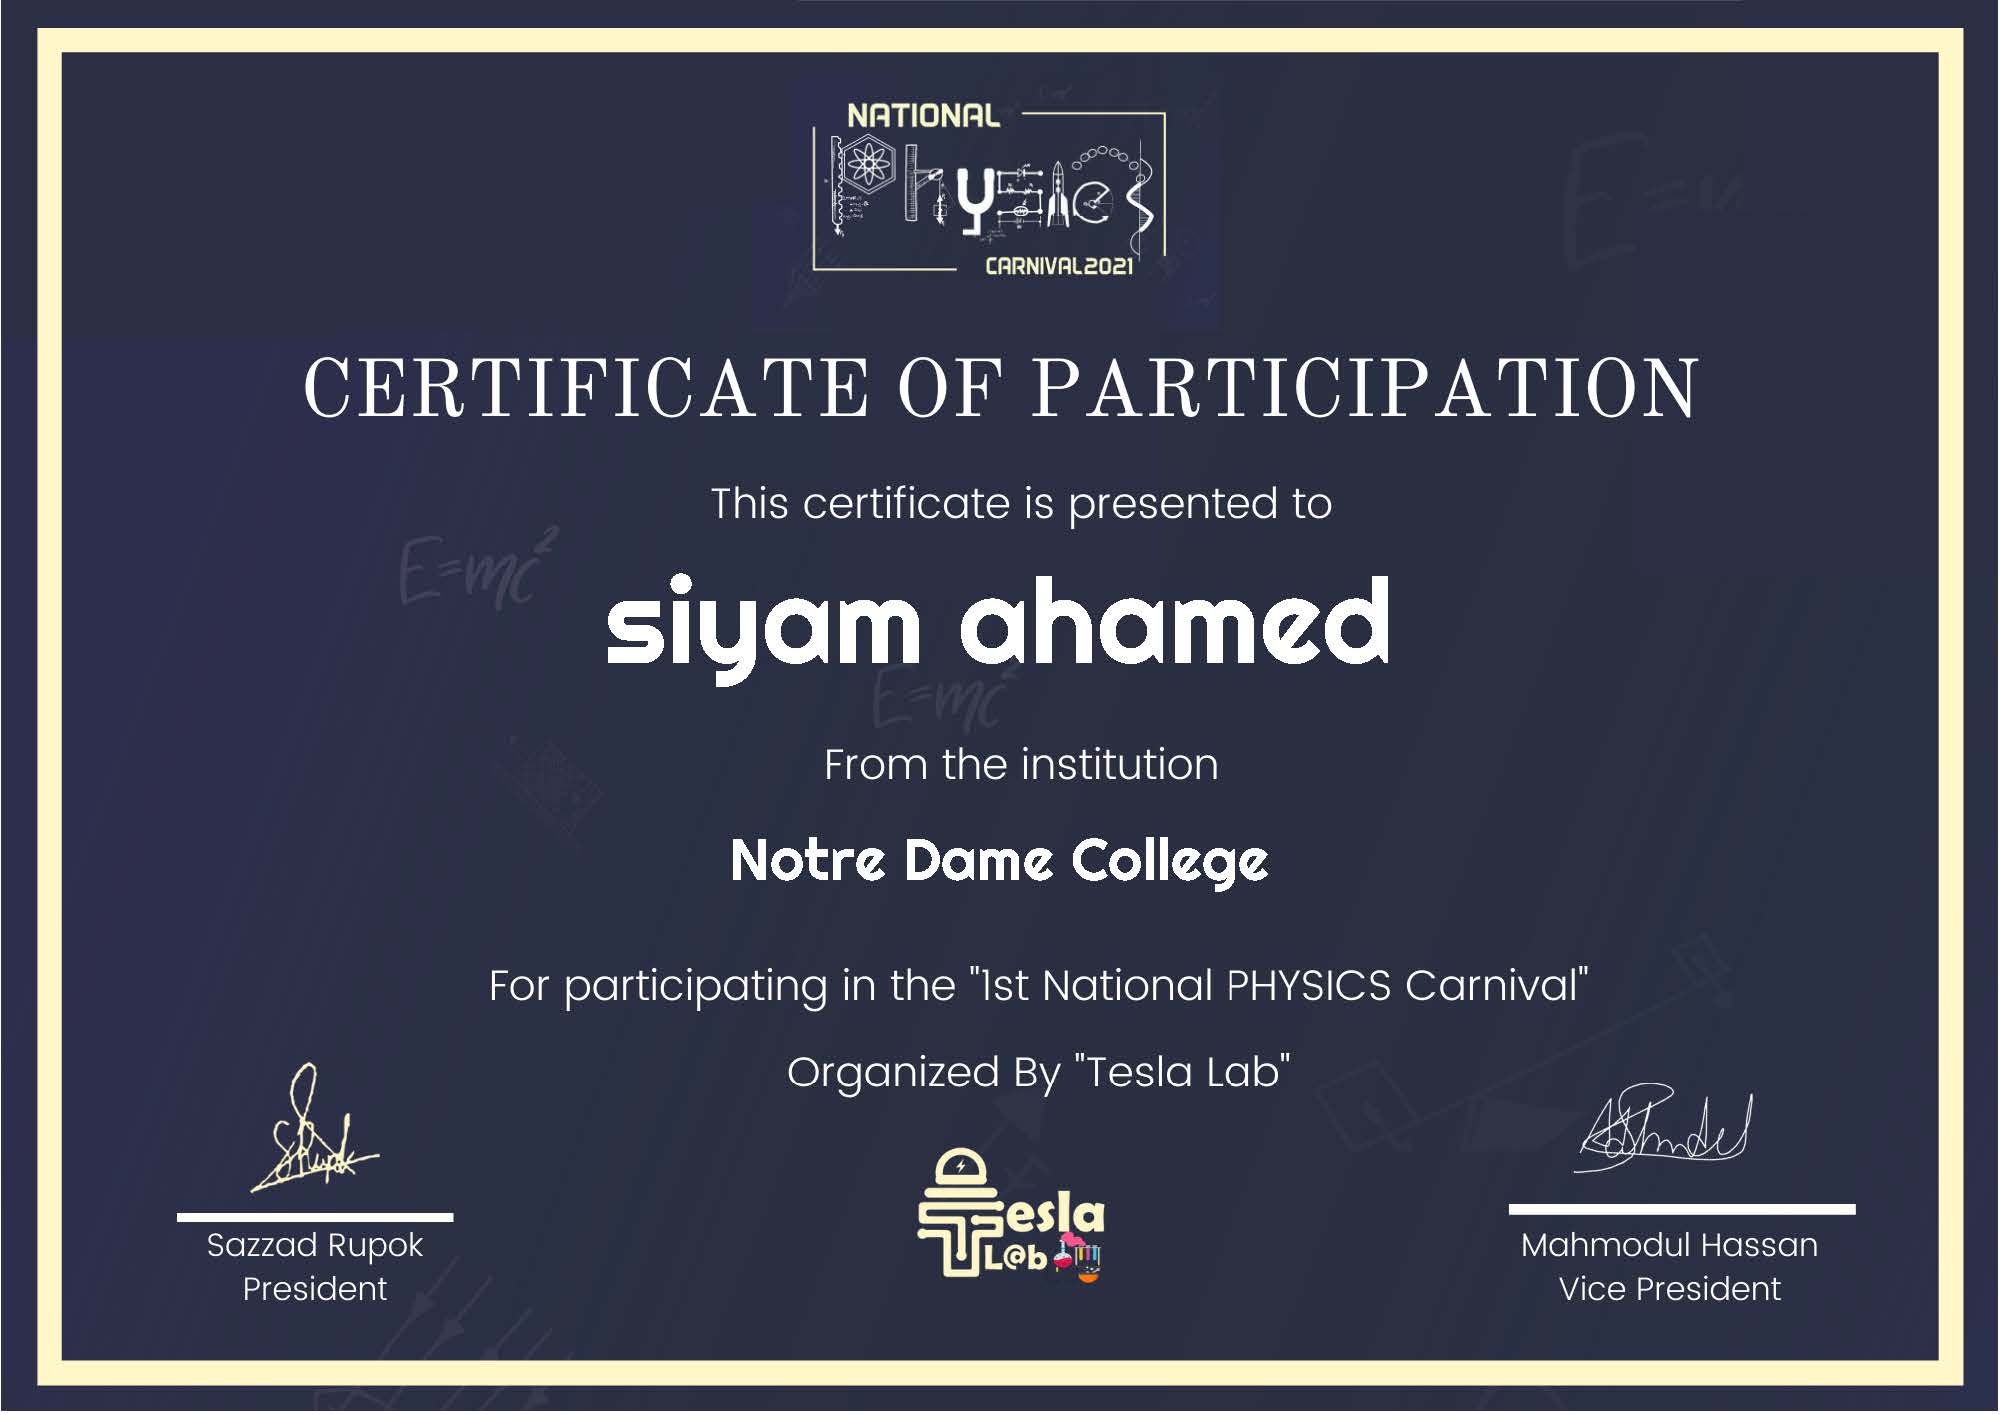 NATIONAL
PHYSICS
CARNIVAL2021
E=m
CERTIFICATE OF PARTICIPATION
This certificate is presented to
E=mc²
siyam ahamed
E=mc²
From the institution
Notre Dame College
For participating in the "1st National PHYSICS Carnival"
Organized By "Tesla Lab"
Tesla
L@b
Sazzad Rupok
President
Mahmodul Hassan
Vice President